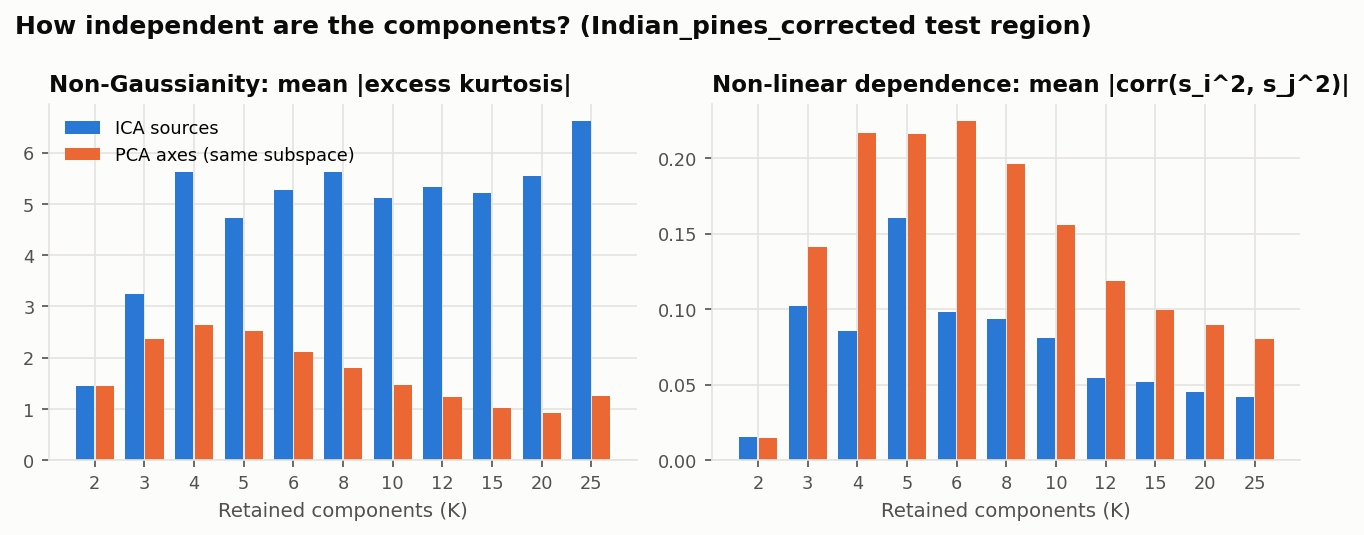 How independent are the components? (Indian_pines_corrected test region)
Non-Gaussianity: mean |excess kurtosis|
ICA sources
PCA axes (same subspace)
6
5
4
3
2
1
0
2 3 4 5 6 8 10 12 15 20 25
Retained components (K)
Non-linear dependence: mean |corr(s_i^2, s_j^2)|
0.20
0.15
0.10
0.05
0.00
2 3 4 5 6 8 10 12 15 20 25
Retained components (K)